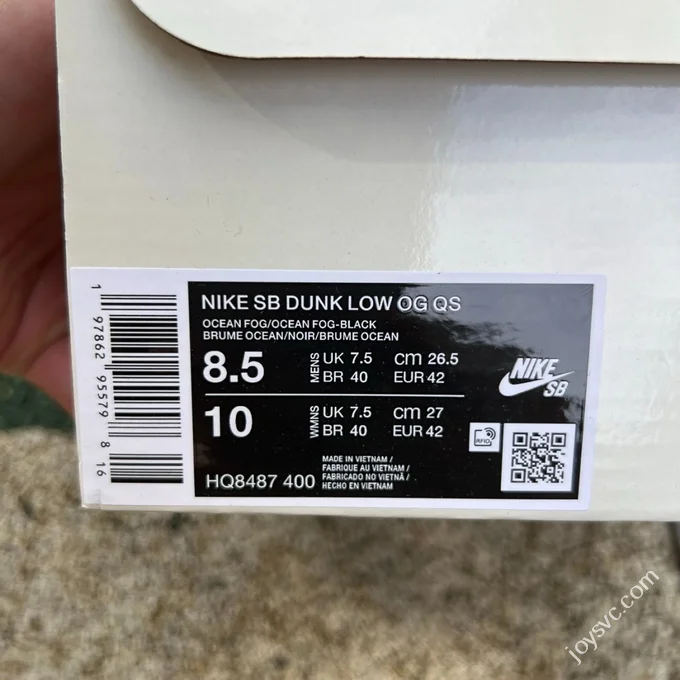 1 97862 95579 8 16
NIKE SB DUNK LOW OG QS
OCEAN FOG/OCEAN FOG-BLACK
BRUME OCEAN/NOIR/BRUME OCEAN
8.5 MENS UK 7.5 cm 26.5
BR 40 EUR 42
10 WMNS UK 7.5 cm 27
BR 40 EUR 42
NIKE
SB
RFID
HQ8487 400
MADE IN VIETNAM /
FABRIQUE AU VIETNAM /
FABRICADO NO VIETNÃ /
HECHO EN VIETNAM
joysvc.com